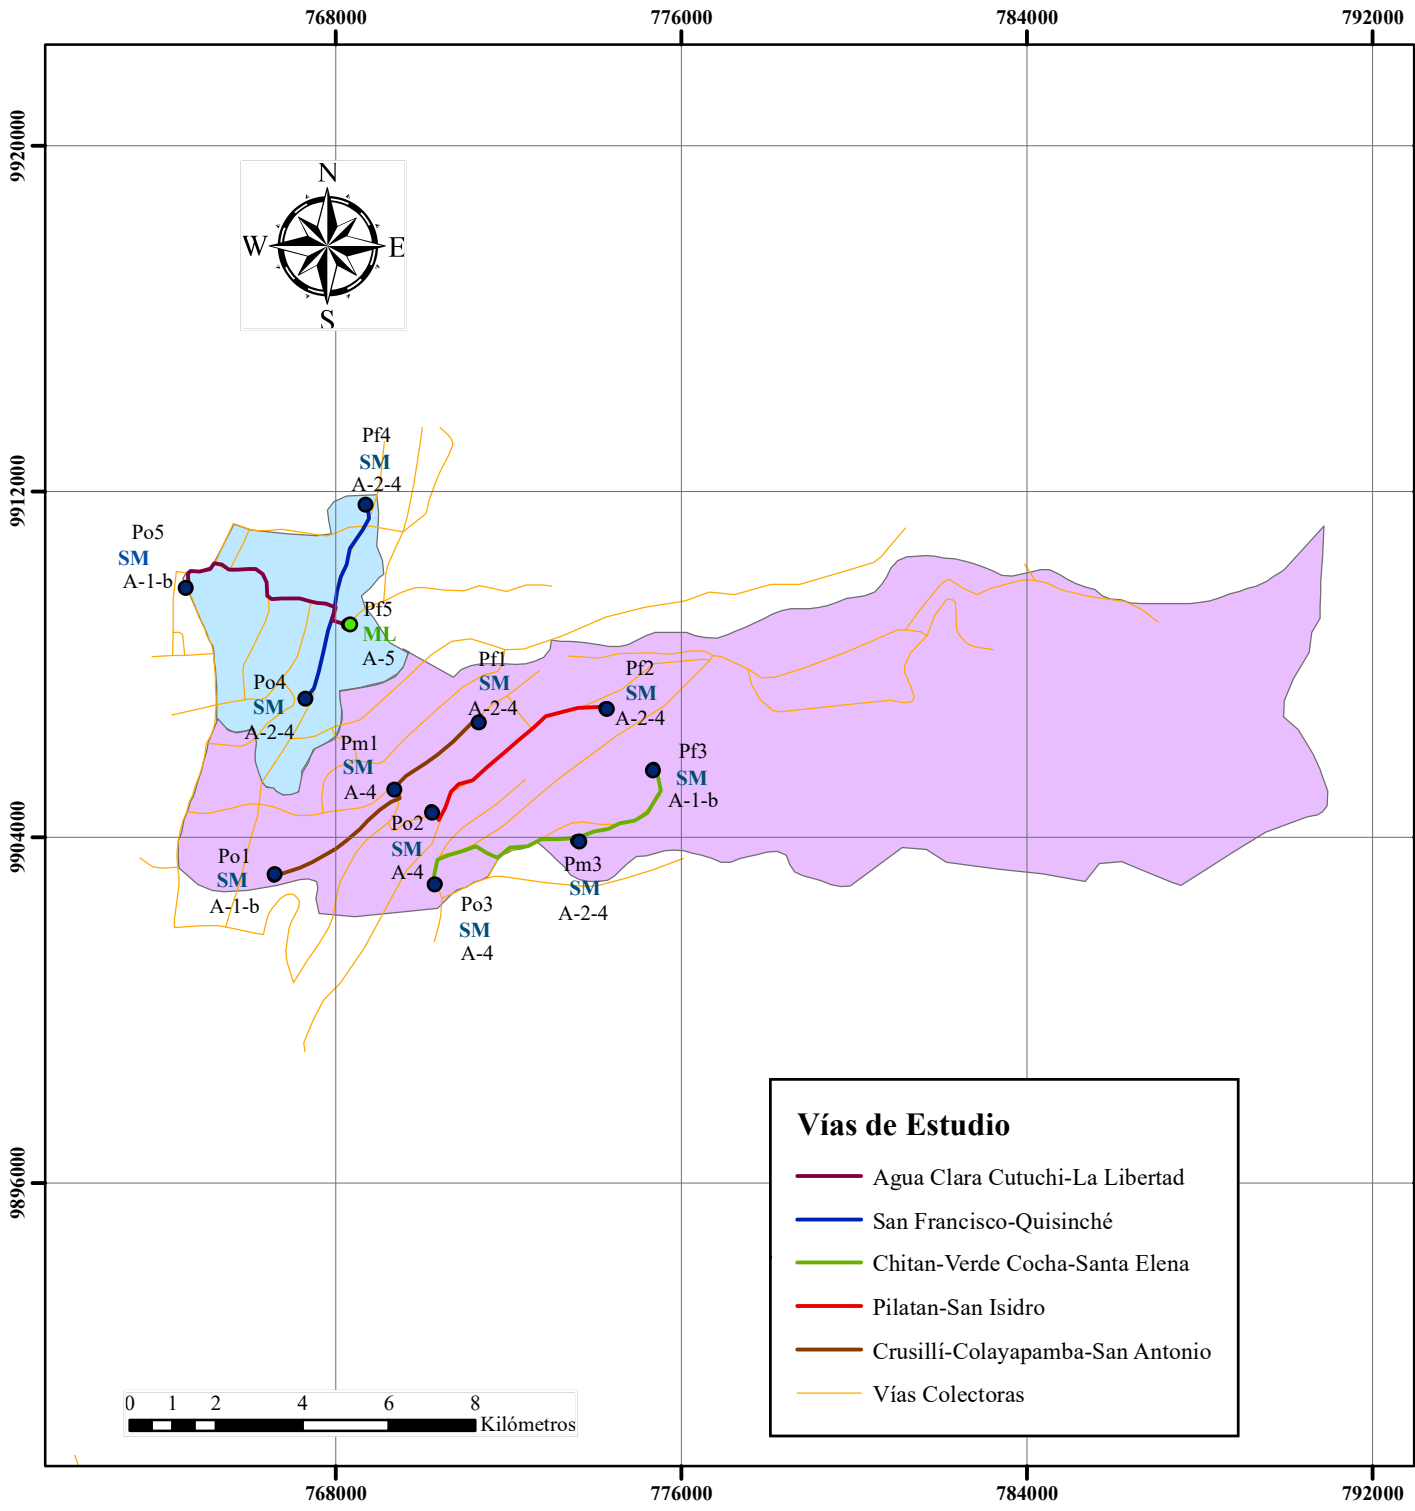 768000
776000
784000
792000
9920000
N
W
E
S
Pf4
SM
A-2-4
9912000
Po5
SM
A-1-b
Pf5
ML
A-5
Pf1
SM
A-2-4
Pf2
SM
A-2-4
Po4
SM
A-2-4
Pm1
SM
A-4
Pf3
SM
A-1-b
Po2
SM
A-4
9904000
Po1
SM
A-1-b
Pm3
SM
A-2-4
Po3
SM
A-4
Vías de Estudio
Agua Clara Cutuchi-La Libertad
San Francisco-Quisinché
Chitan-Verde Cocha-Santa Elena
Pilatan-San Isidro
Crusillí-Colayapamba-San Antonio
Vías Colectoras
9896000
0 1 2 4 6 8
Kilómetros
768000
776000
784000
792000